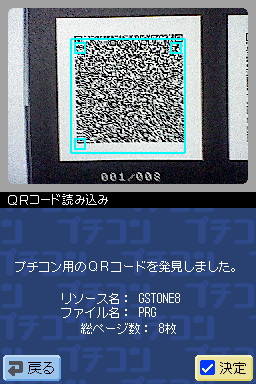 001/008
QRコード読み込み
プチコン用のQRコードを発見しました。
リソース名： GSTONE8
ファイル名： PRG
総ページ数： 8枚
戻る
決定